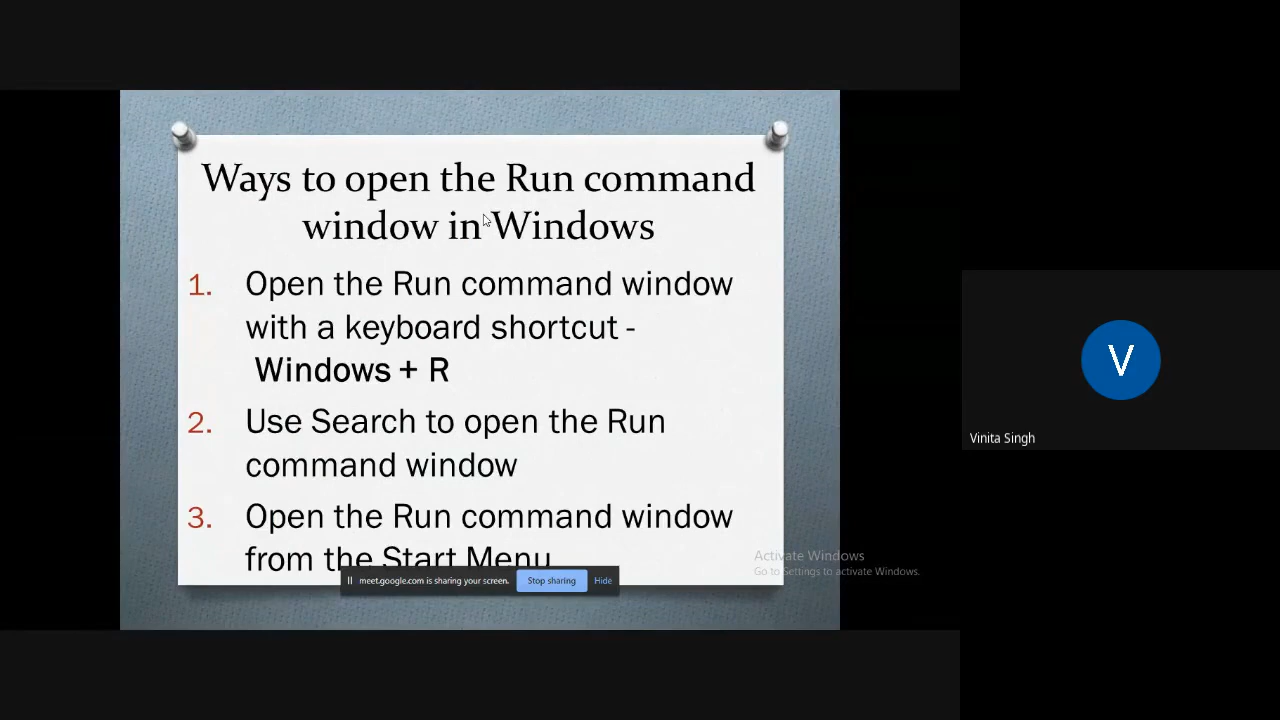 Ways to open the Run command
window in Windows
1. Open the Run command window
with a keyboard shortcut -
Windows + R
2. Use Search to open the Run
command window
3. Open the Run command window
from the Start Menu
meet.google.com is sharing your screen. Stop sharing Hide
Activate Windows
Go to Settings to activate Windows.
V
Vinita Singh